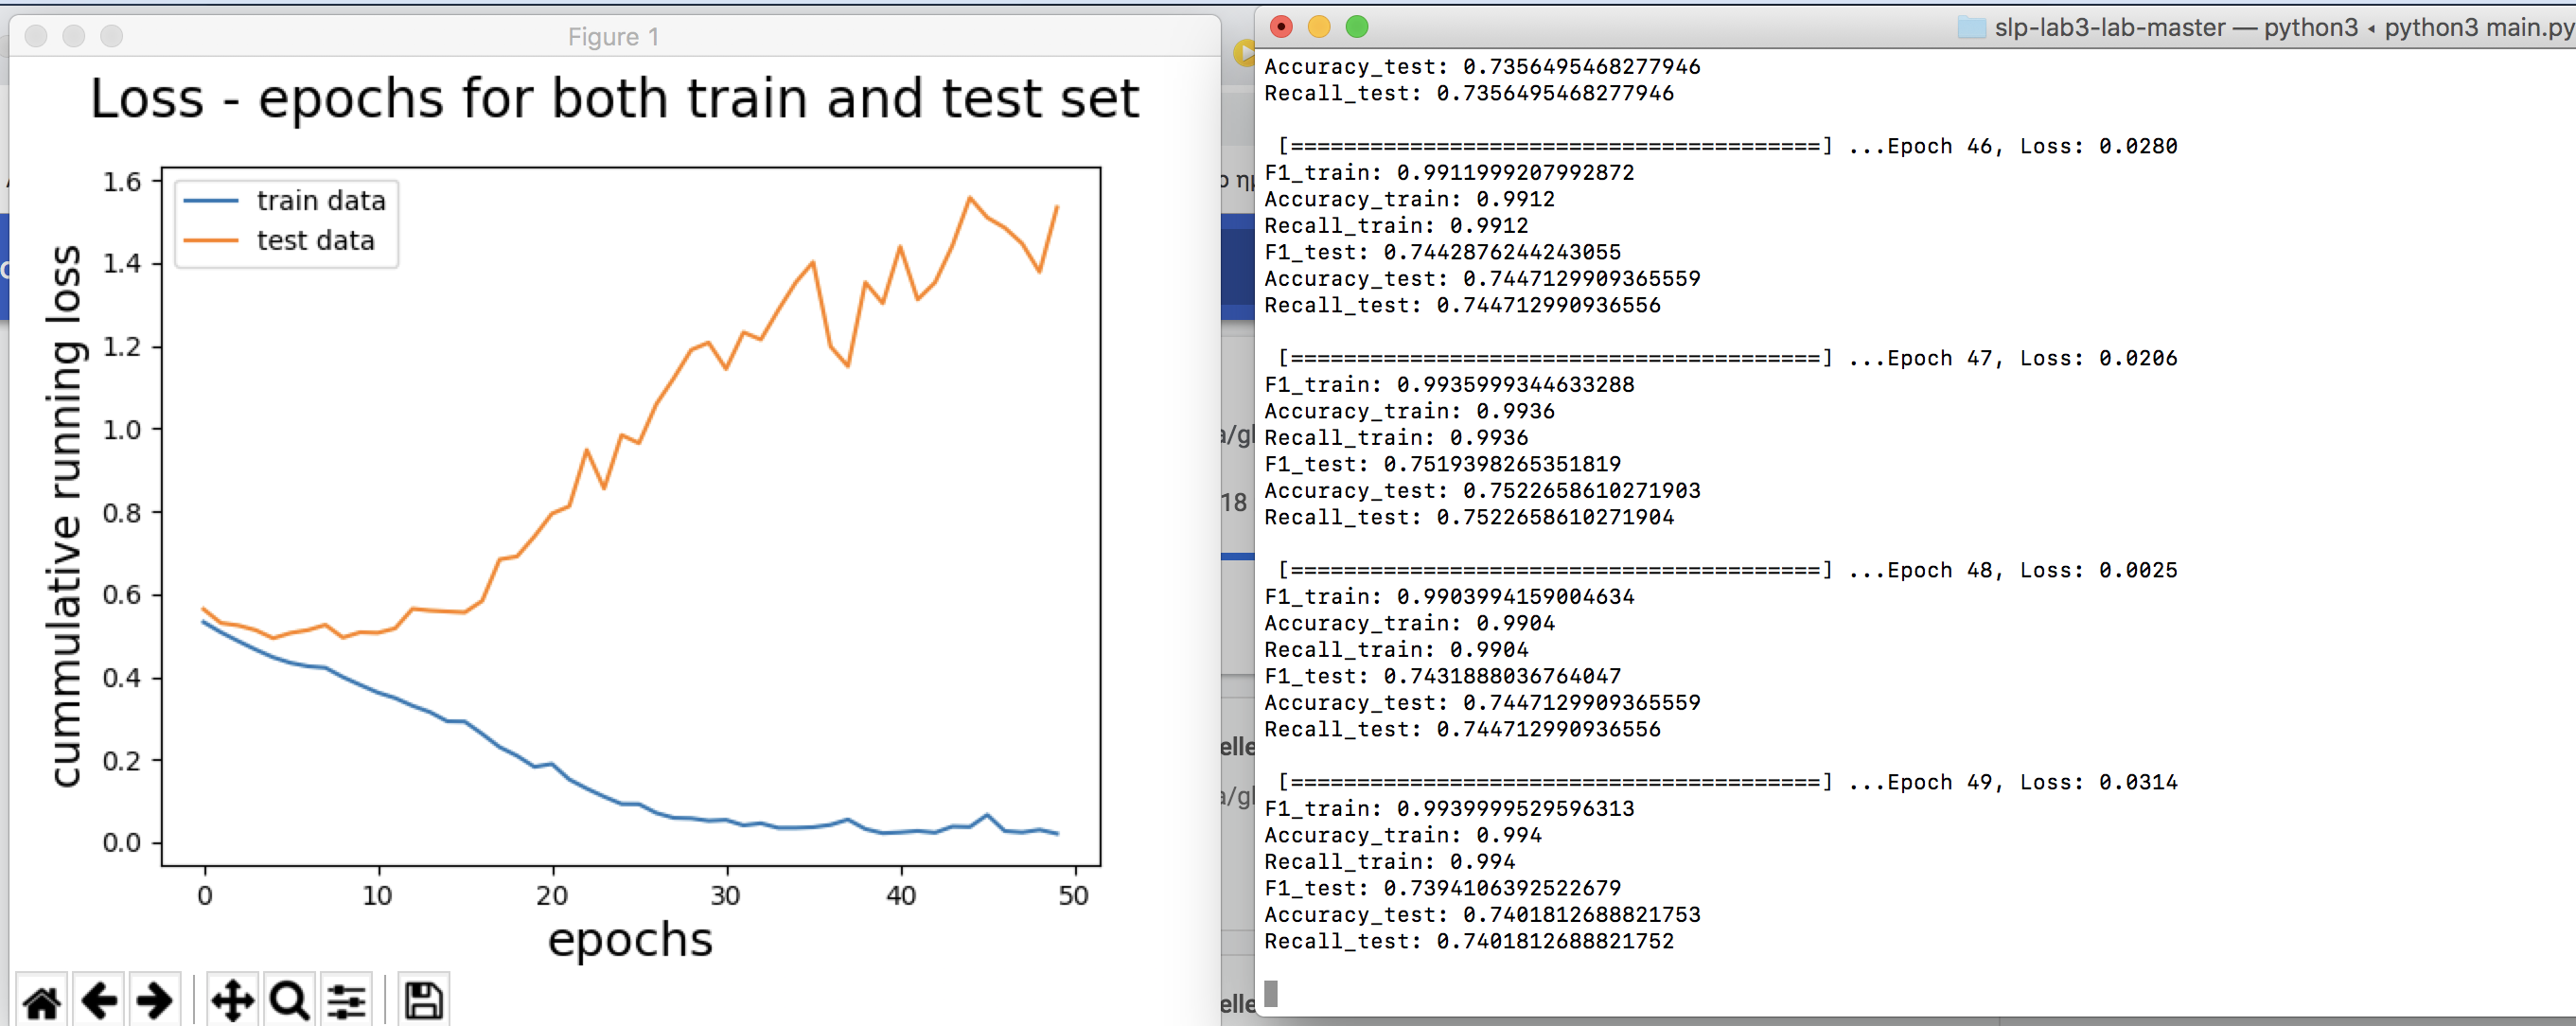 Figure 1
Loss - epochs for both train and test set
cummulative running loss
1.6
1.4
1.2
1.0
0.8
0.6
0.4
0.2
0.0
train data
test data
0 10 20 30 40 50
epochs
18
elle
elle
slp-lab3-lab-master — python3 ◂ python3 main.py
Accuracy_test: 0.7356495468277946
Recall_test: 0.7356495468277946
[========================================] ...Epoch 46, Loss: 0.0280
F1_train: 0.9911999207992872
Accuracy_train: 0.9912
Recall_train: 0.9912
F1_test: 0.7442876244243055
Accuracy_test: 0.7447129909365559
Recall_test: 0.744712990936556
[========================================] ...Epoch 47, Loss: 0.0206
F1_train: 0.9935999344633288
Accuracy_train: 0.9936
Recall_train: 0.9936
F1_test: 0.7519398265351819
Accuracy_test: 0.7522658610271903
Recall_test: 0.7522658610271904
[========================================] ...Epoch 48, Loss: 0.0025
F1_train: 0.9903994159004634
Accuracy_train: 0.9904
Recall_train: 0.9904
F1_test: 0.7431888036764047
Accuracy_test: 0.7447129909365559
Recall_test: 0.744712990936556
[========================================] ...Epoch 49, Loss: 0.0314
F1_train: 0.9939999529596313
Accuracy_train: 0.994
Recall_train: 0.994
F1_test: 0.7394106392522679
Accuracy_test: 0.7401812688821753
Recall_test: 0.7401812688821752